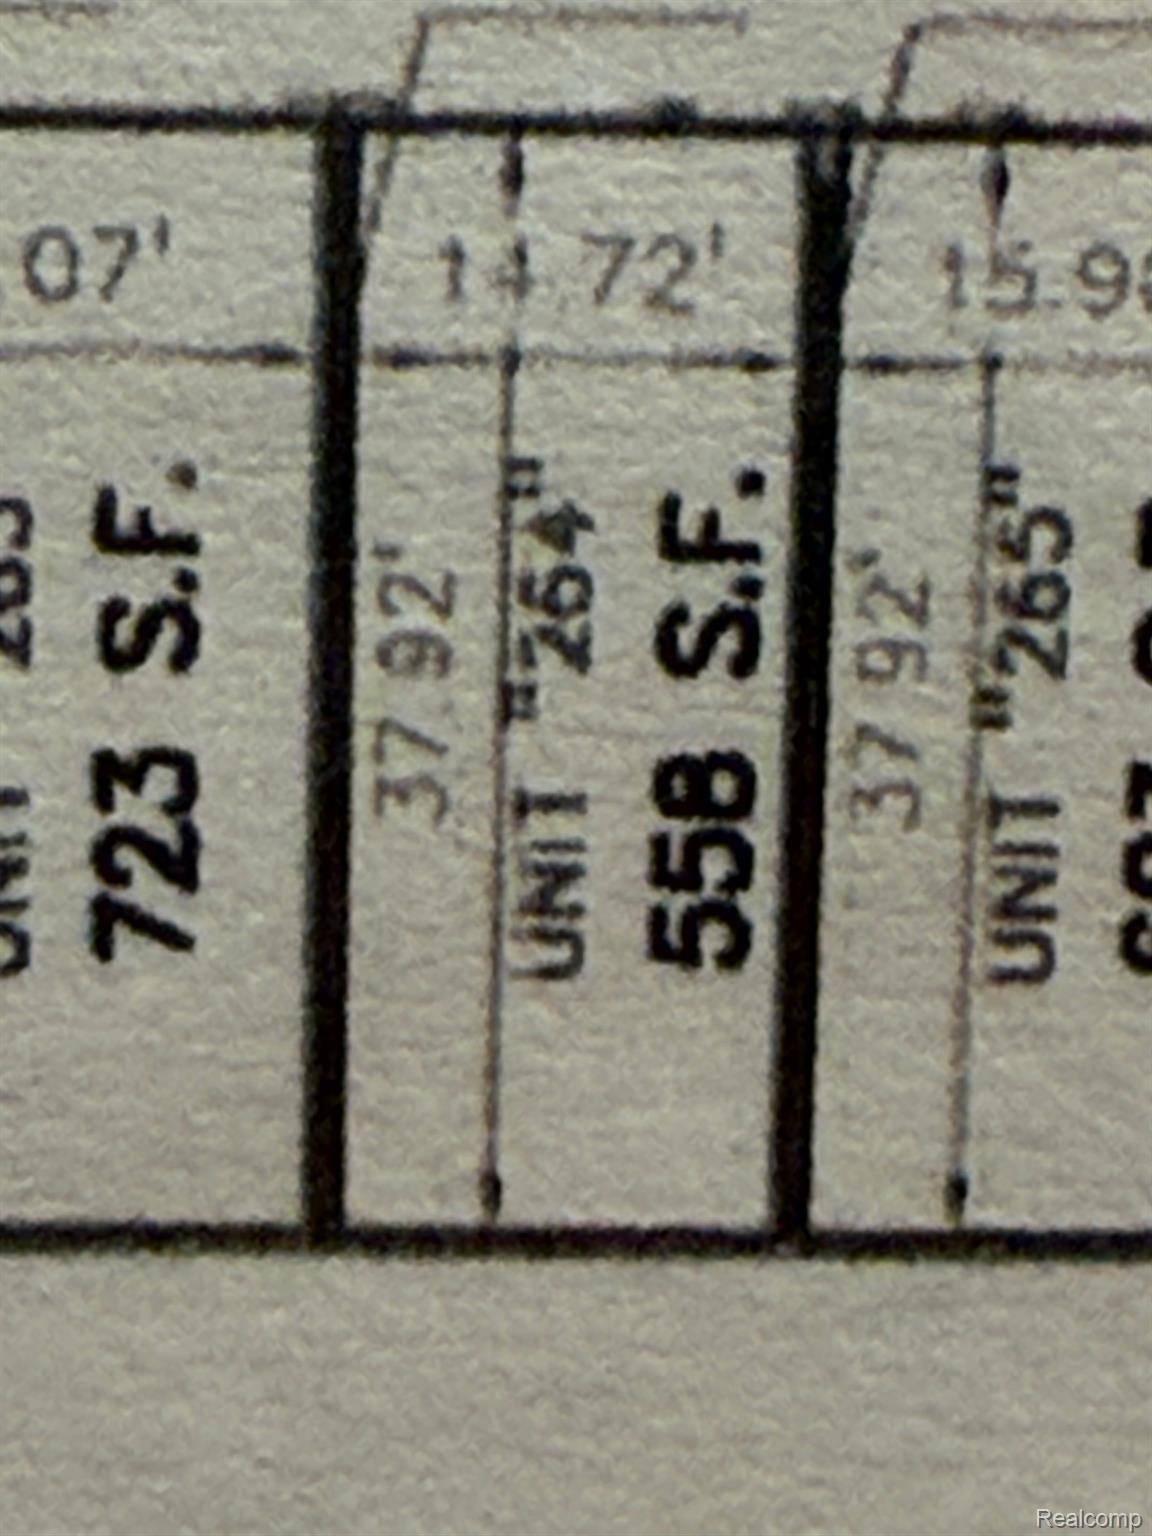 07'
14.72'
15.9
723 S.F.
37.92'
UNIT "264"
558 S.F.
37.92'
UNIT "265"
Realcomp